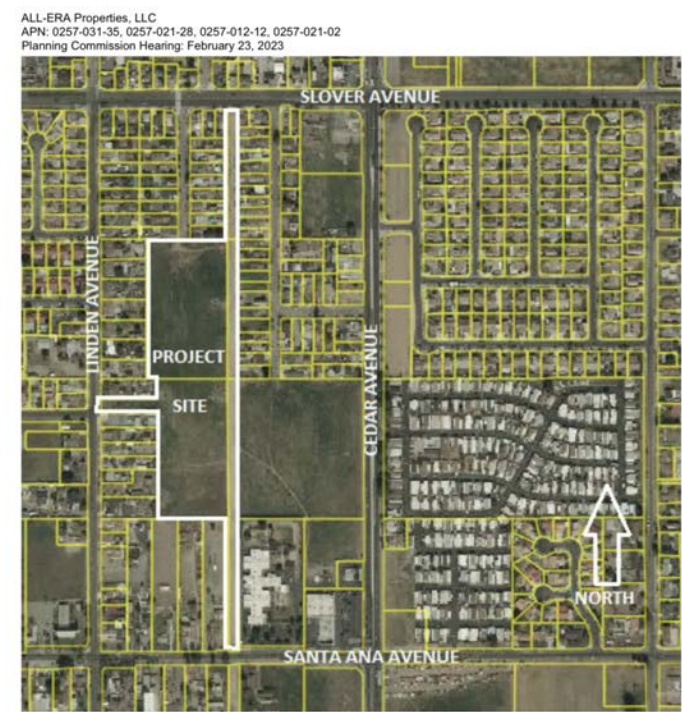 ALL-ERA Properties, LLC
APN: 0257-031-35, 0257-021-28, 0257-012-12, 0257-021-02
Planning Commission Hearing: February 23, 2023
SLOVER AVENUE
LINDEN AVENUE
PROJECT
SITE
CEDAR AVENUE
NORTH
SANTA ANA AVENUE